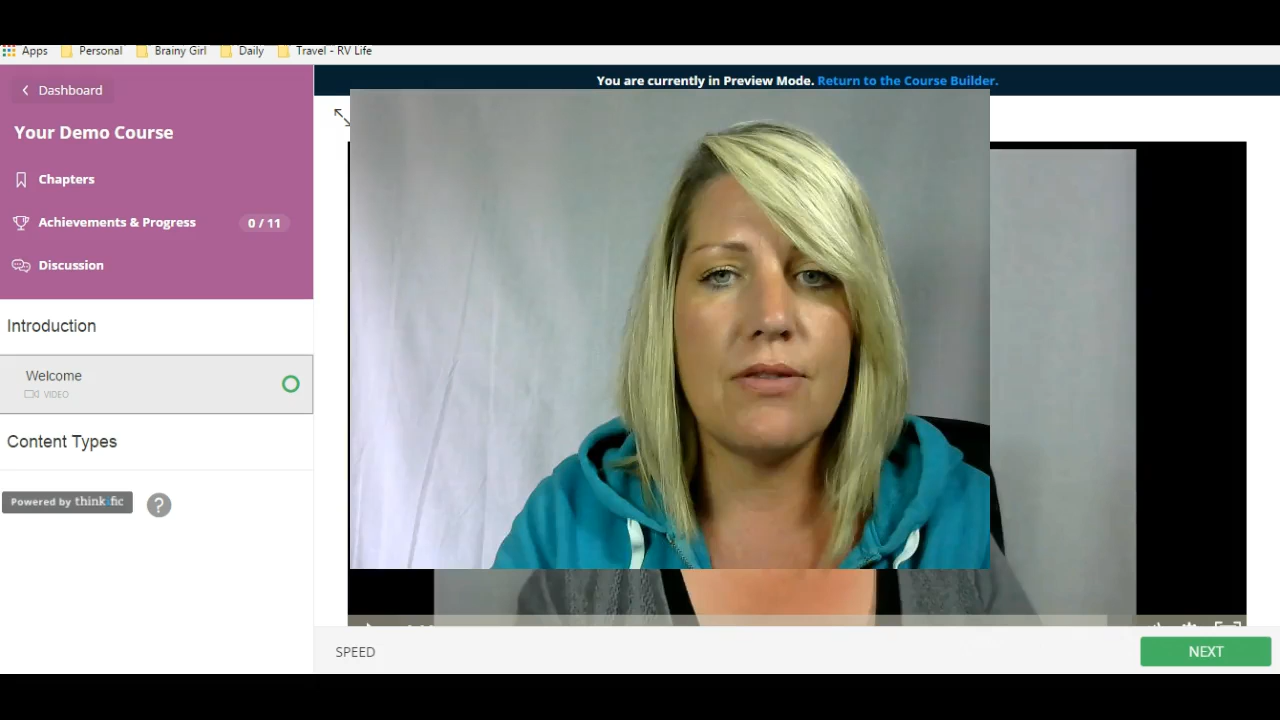 Apps Personal Brainy Girl Daily Travel - RV Life
Dashboard
You are currently in Preview Mode. Return to the Course Builder.
Your Demo Course
Chapters
Achievements & Progress 0 / 11
Discussion
Introduction
Welcome
VIDEO
Content Types
Powered by thinkific ?
SPEED
NEXT